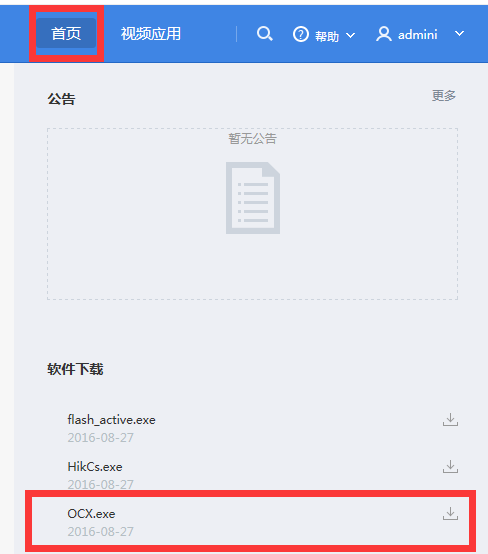 首页 视频应用 帮助 admini
公告 更多
暂无公告
软件下载
flash_active.exe
2016-08-27
HikCs.exe
2016-08-27
OCX.exe
2016-08-27